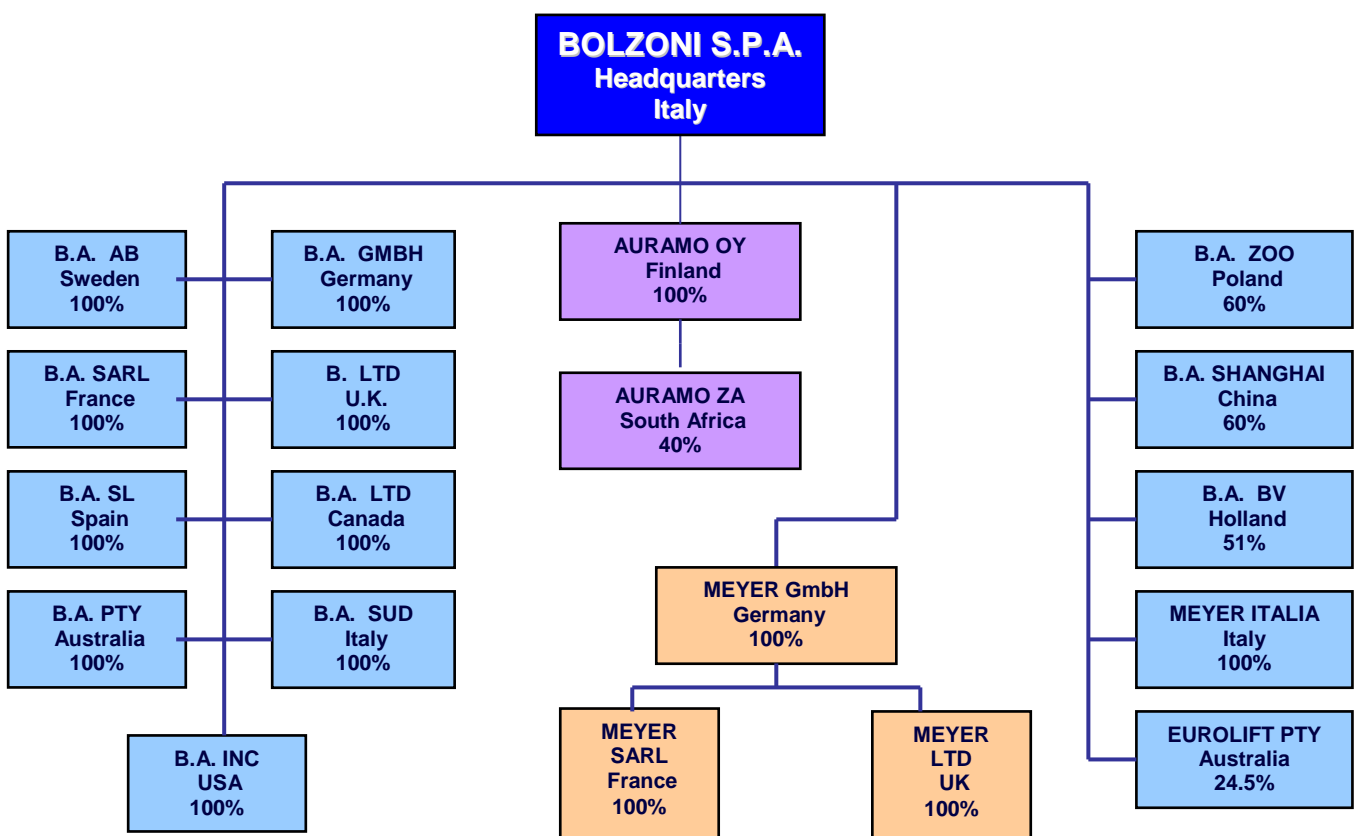 BOLZONI S.P.A.
Headquarters
Italy
B.A. AB
Sweden
100%
B.A. GMBH
Germany
100%
AURAMO OY
Finland
100%
B.A. ZOO
Poland
60%
B.A. SARL
France
100%
B. LTD
U.K.
100%
AURAMO ZA
South Africa
40%
B.A. SHANGHAI
China
60%
B.A. SL
Spain
100%
B.A. LTD
Canada
100%
B.A. BV
Holland
51%
B.A. PTY
Australia
100%
B.A. SUD
Italy
100%
MEYER GmbH
Germany
100%
MEYER ITALIA
Italy
100%
B.A. INC
USA
100%
MEYER
SARL
France
100%
MEYER
LTD
UK
100%
EUROLIFT PTY
Australia
24.5%